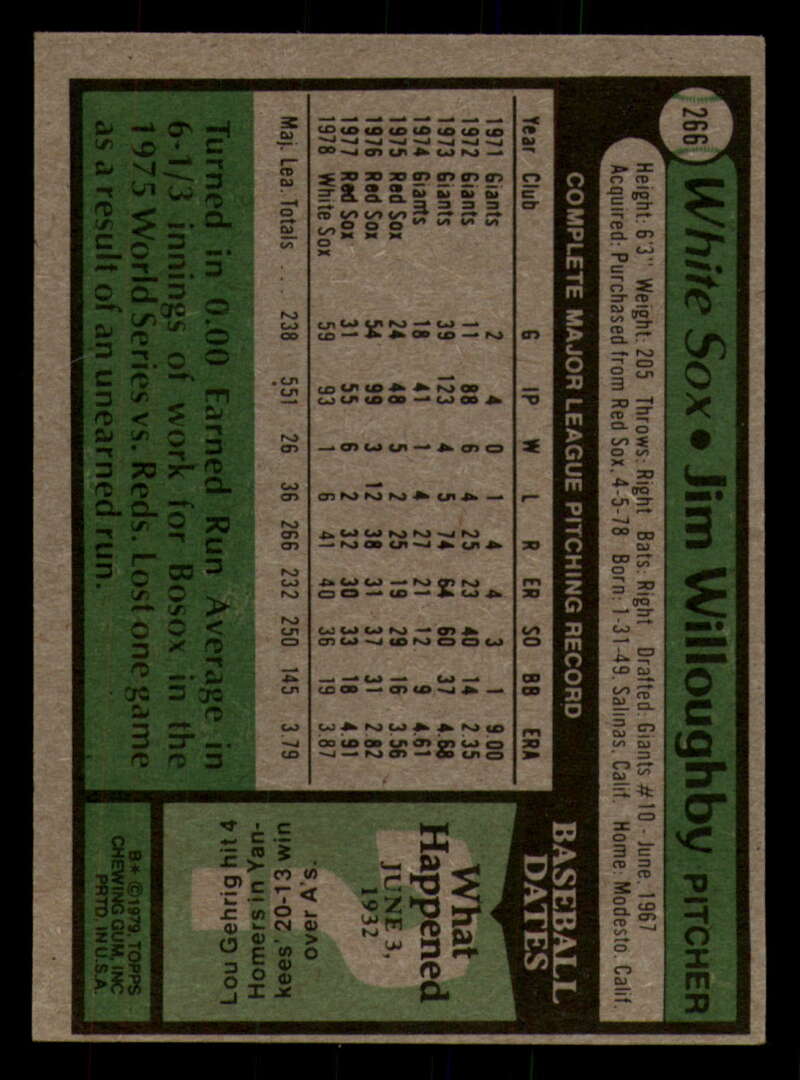 266
White Sox • Jim Willoughby PITCHER
Height: 6'3" Weight: 205 Throws: Right Bats: Right Drafted: Giants #10 - June, 1967
Acquired: Purchased from Red Sox, 4-5-78 Born: 1-31-49, Salinas, Calif. Home: Modesto, Calif.
COMPLETE MAJOR LEAGUE PITCHING RECORD
Year Club G IP W L R ER SO BB ERA
1971 Giants 2 4 0 1 4 4 3 1 9.00
1972 Giants 11 88 6 4 25 23 40 14 2.35
1973 Giants 39 123 4 5 74 64 60 37 4.68
1974 Giants 18 41 1 4 27 21 12 9 4.61
1975 Red Sox 24 48 5 2 25 19 29 16 3.56
1976 Red Sox 54 99 3 12 38 31 37 31 2.82
1977 Red Sox 31 55 6 2 32 30 33 18 4.91
1978 White Sox 59 93 1 6 41 40 36 19 3.87
Maj. Lea. Totals .... 238 551 26 36 266 232 250 145 3.79
Turned in 0.00 Earned Run Average in
6-1/3 innings of work for Bosox in the
1975 World Series vs. Reds. Lost one game
as a result of an unearned run.
BASEBALL
DATES
What
Happened
JUNE 3,
1932
?
Lou Gehrig hit 4
Homers in Yan-
kees' 20-13 win
over A's.
B* © 1979, TOPPS
CHEWING GUM, INC
PRTD. IN U.S.A.